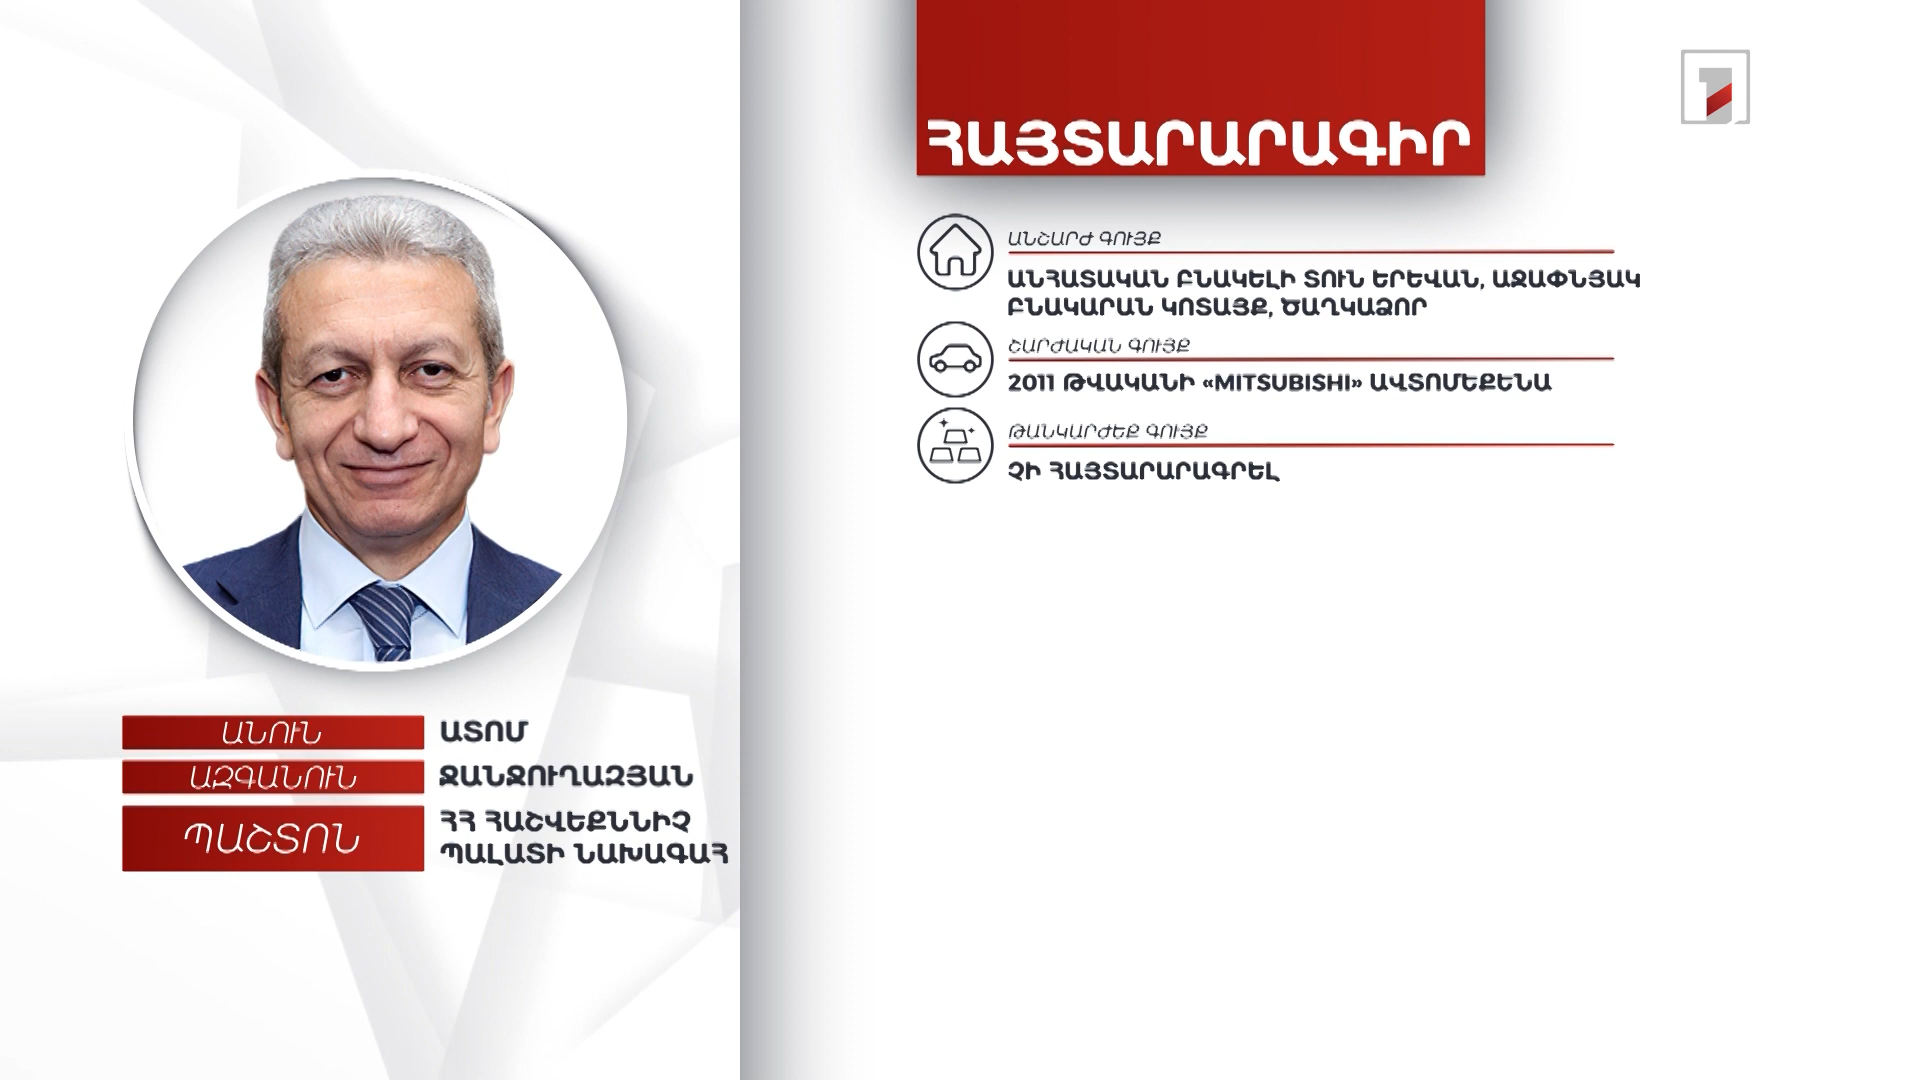 ԱՆՈՒՆ ԱՏՈՄ
ԱԶԳԱՆՈՒՆ ՋԱՆՋՈՒՂԱԶՅԱՆ
ՊԱՇՏՈՆ ՀՀ ՀԱՇՎԵՔՆՆԻՉ
ՊԱԼԱՏԻ ՆԱԽԱԳԱՀ
ՀԱՅՏԱՐԱՐԱԳԻՐ
ԱՆՇԱՐԺ ԳՈՒՅՔ
ԱՆՀԱՏԱԿԱՆ ԲՆԱԿԵԼԻ ՏՈՒՆ ԵՐԵՎԱՆ, ԱՋԱՓՆՅԱԿ
ԲՆԱԿԱՐԱՆ ԿՈՏԱՅՔ, ԾԱՂԿԱՁՈՐ
ՇԱՐԺԱԿԱՆ ԳՈՒՅՔ
2011 ԹՎԱԿԱՆԻ «MITSUBISHI» ԱՎՏՈՄԵՔԵՆԱ
ԹԱՆԿԱՐԺԵՔ ԳՈՒՅՔ
ՉԻ ՀԱՅՏԱՐԱՐԱԳՐԵԼ